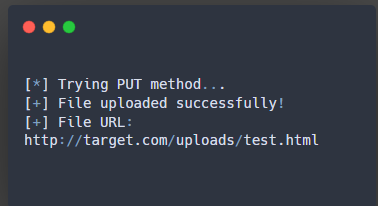 [*] Trying PUT method...
[+] File uploaded successfully!
[+] File URL:
http://target.com/uploads/test.html